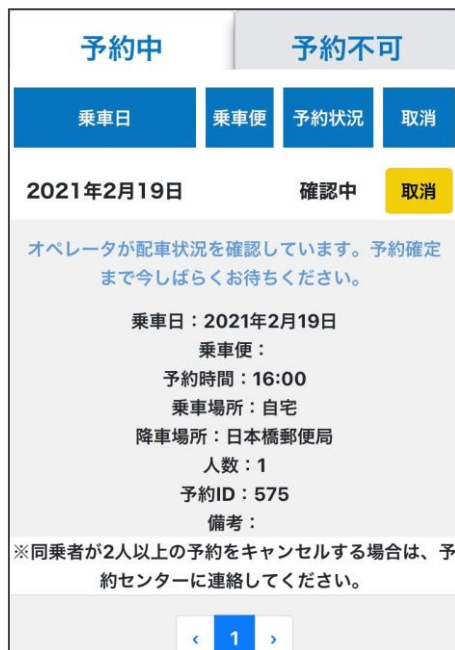 予約中 予約不可
乗車日 乗車便 予約状況 取消
2021年2月19日 確認中 取消
オペレータが配車状況を確認しています。予約確定
まで今しばらくお待ちください。
乗車日：2021年2月19日
乗車便：
予約時間：16:00
乗車場所：自宅
降車場所：日本橋郵便局
人数：1
予約ID：575
備考：
※同乗者が2人以上の予約をキャンセルする場合は、予
約センターに連絡してください。
‹ 1 ›